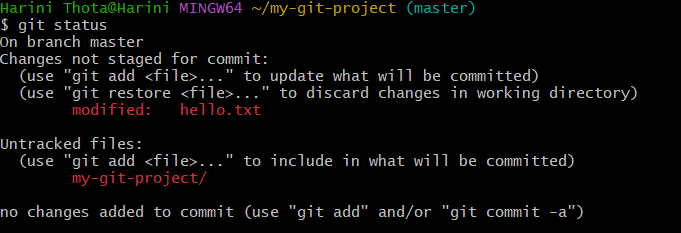 Harini Thota@Harini MINGW64 ~/my-git-project (master)
$ git status
On branch master
Changes not staged for commit:
  (use "git add <file>..." to update what will be committed)
  (use "git restore <file>..." to discard changes in working directory)
        modified:   hello.txt

Untracked files:
  (use "git add <file>..." to include in what will be committed)
        my-git-project/

no changes added to commit (use "git add" and/or "git commit -a")